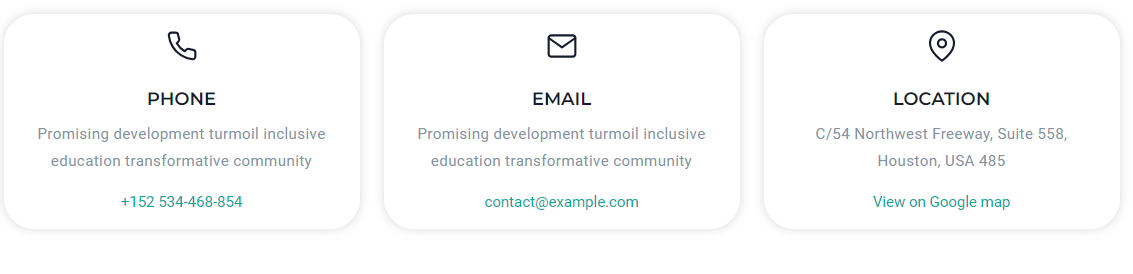 PHONE
Promising development turmoil inclusive
education transformative community
+152 534-468-854
EMAIL
Promising development turmoil inclusive
education transformative community
contact@example.com
LOCATION
C/54 Northwest Freeway, Suite 558,
Houston, USA 485
View on Google map